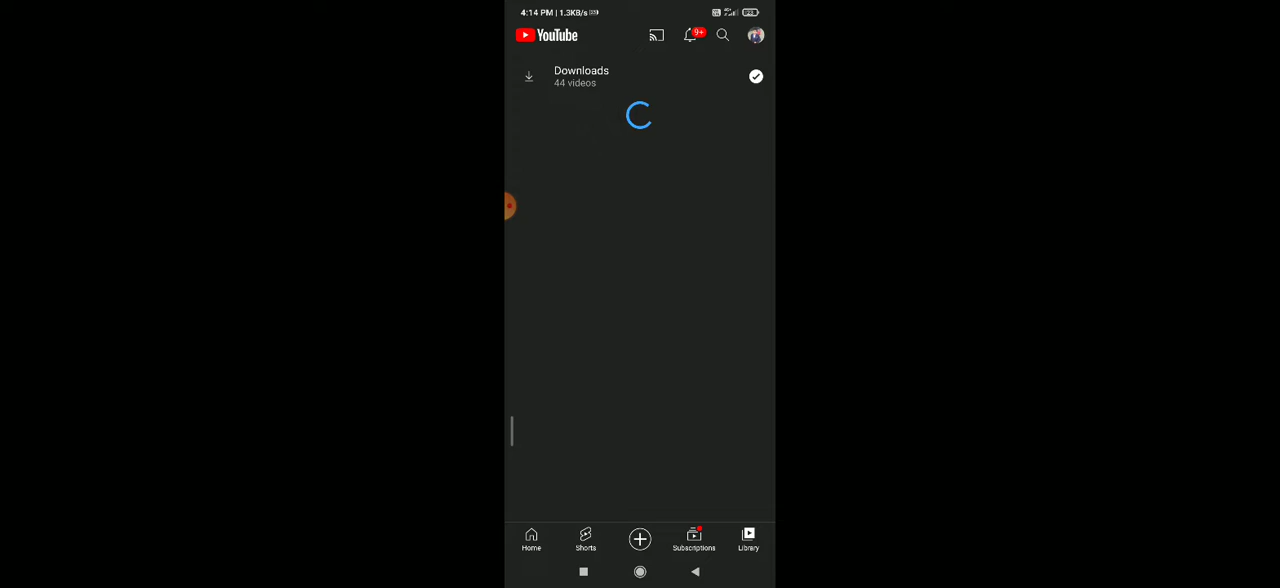 4:14 PM | 1.3KB/s
YouTube
9+
Downloads
44 videos
Home
Shorts
Subscriptions
Library